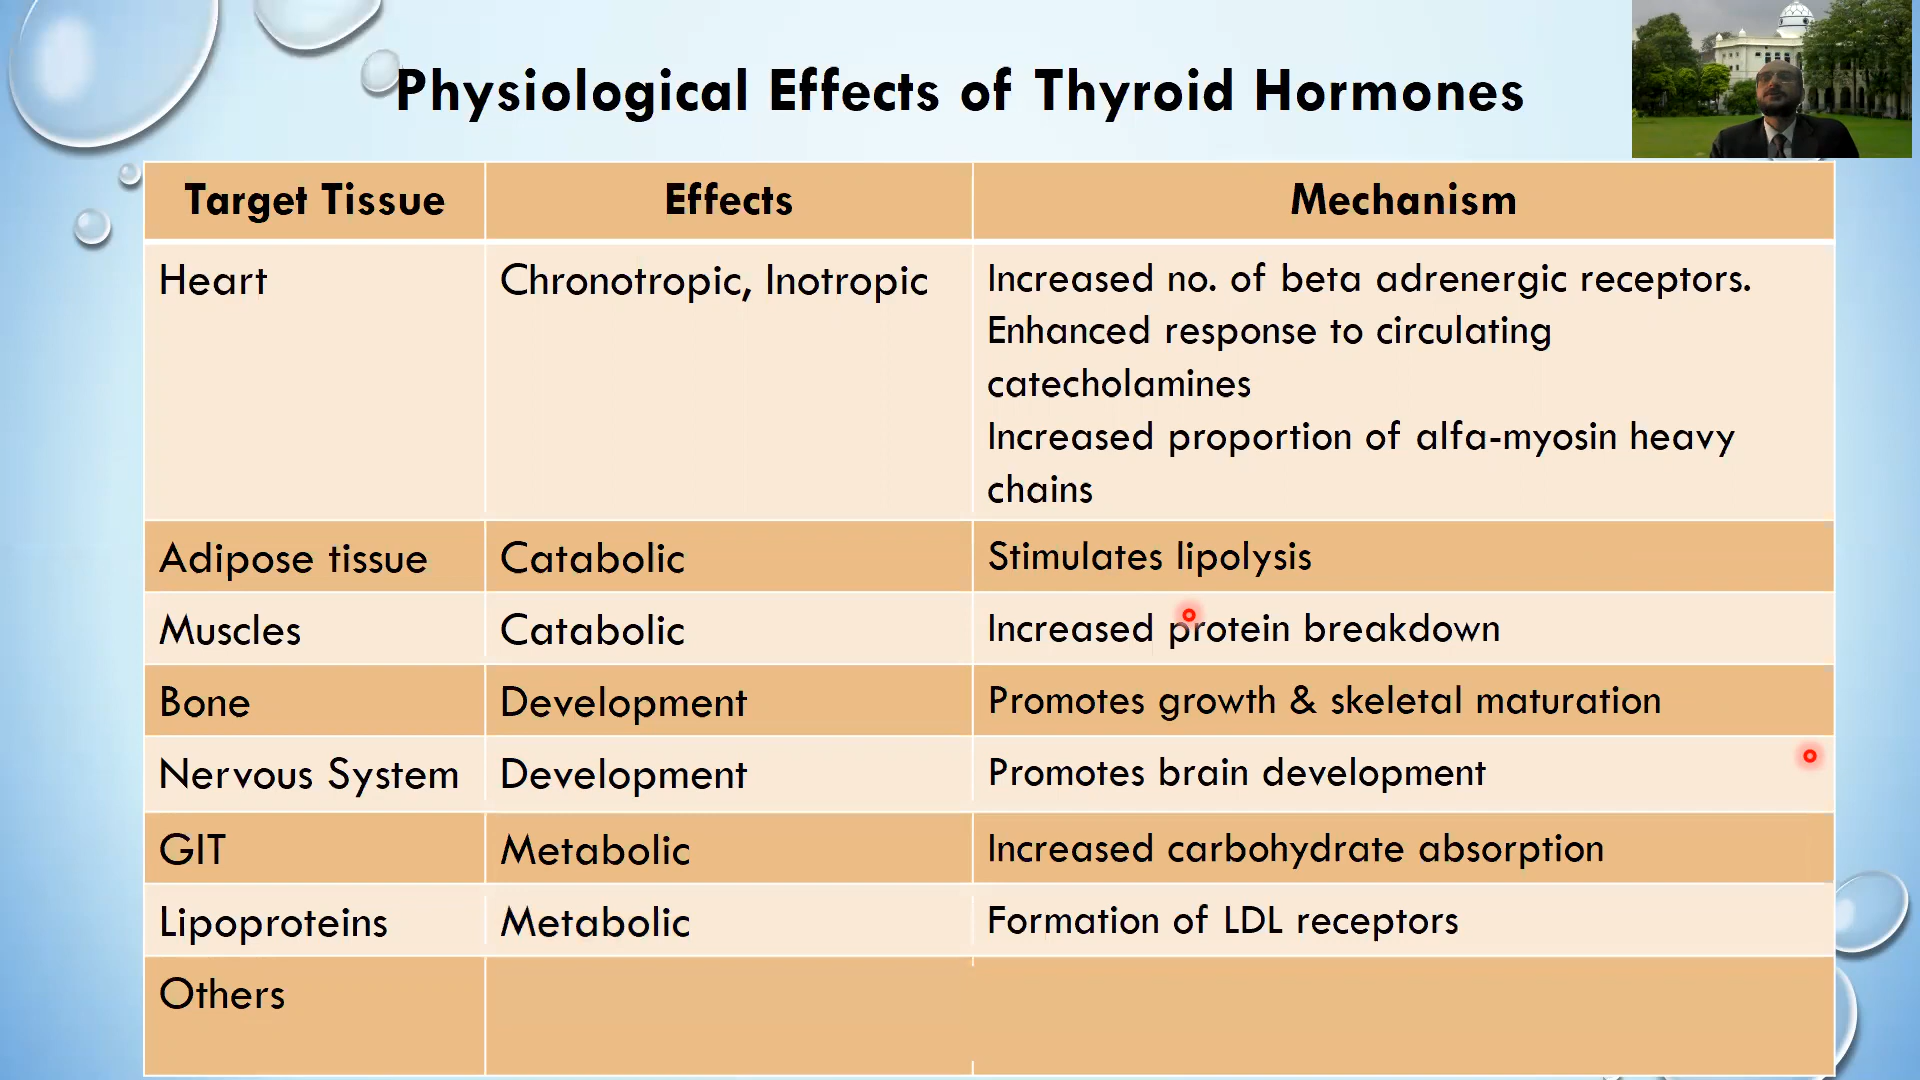 Physiological Effects of Thyroid Hormones
Target Tissue Effects Mechanism
Heart Chronotropic, Inotropic Increased no. of beta adrenergic receptors.
Enhanced response to circulating
catecholamines
Increased proportion of alfa-myosin heavy
chains
Adipose tissue Catabolic Stimulates lipolysis
Muscles Catabolic Increased protein breakdown
Bone Development Promotes growth & skeletal maturation
Nervous System Development Promotes brain development
GIT Metabolic Increased carbohydrate absorption
Lipoproteins Metabolic Formation of LDL receptors
Others